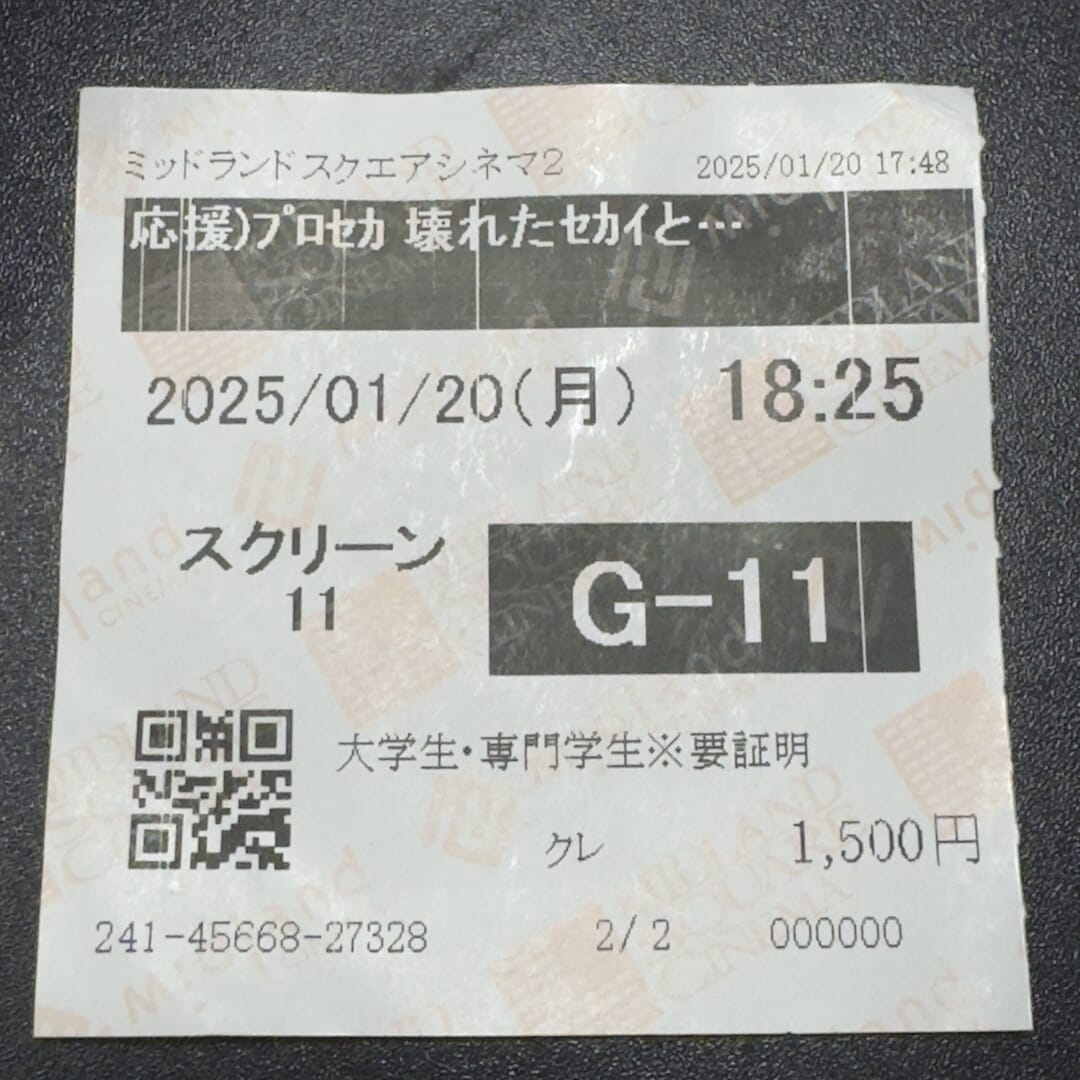 ミッドランドスクエアシネマ2 2025/01/20 17:48
応援)プロセカ 壊れたセカイと…
2025/01/20(月) 18:25
スクリーン
11
G-11
大学生・専門学生※要証明
クレ 1,500円
241-45668-27328 2/2 000000